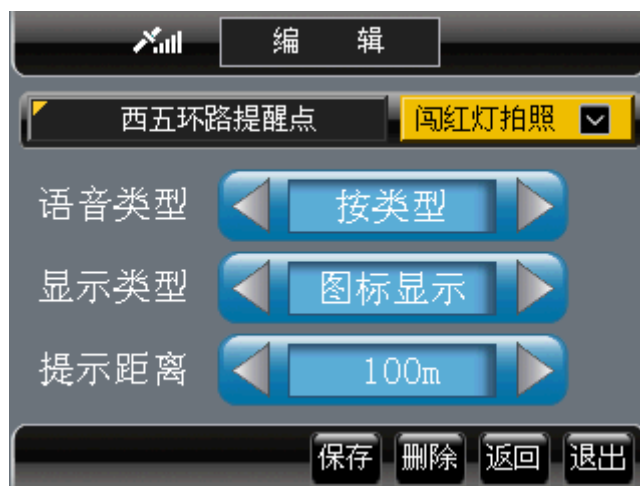 编 辑
西五环路提醒点 闯红灯拍照
语音类型 按类型
显示类型 图标显示
提示距离 100m
保存 删除 返回 退出